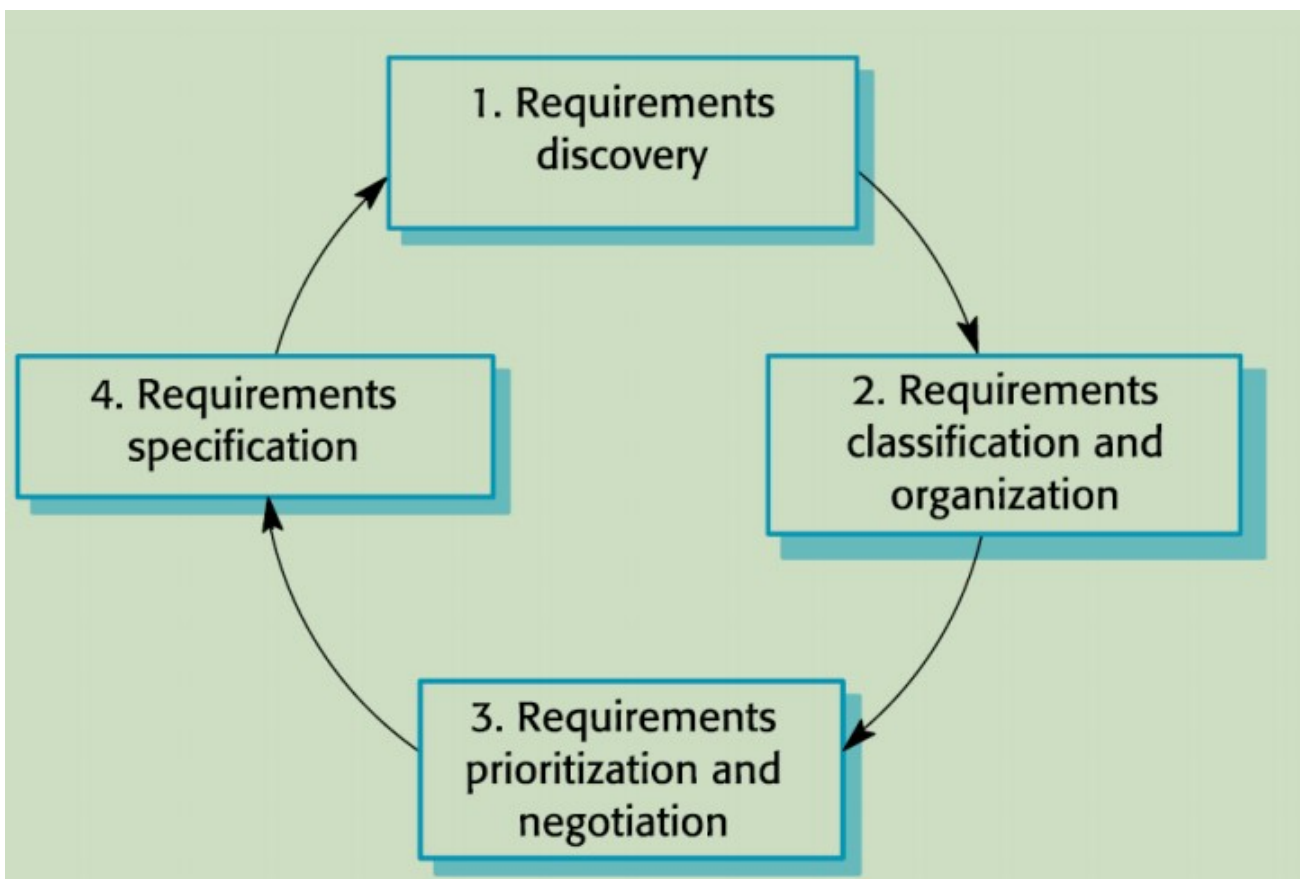 1. Requirements
discovery
2. Requirements
classification and
organization
3. Requirements
prioritization and
negotiation
4. Requirements
specification